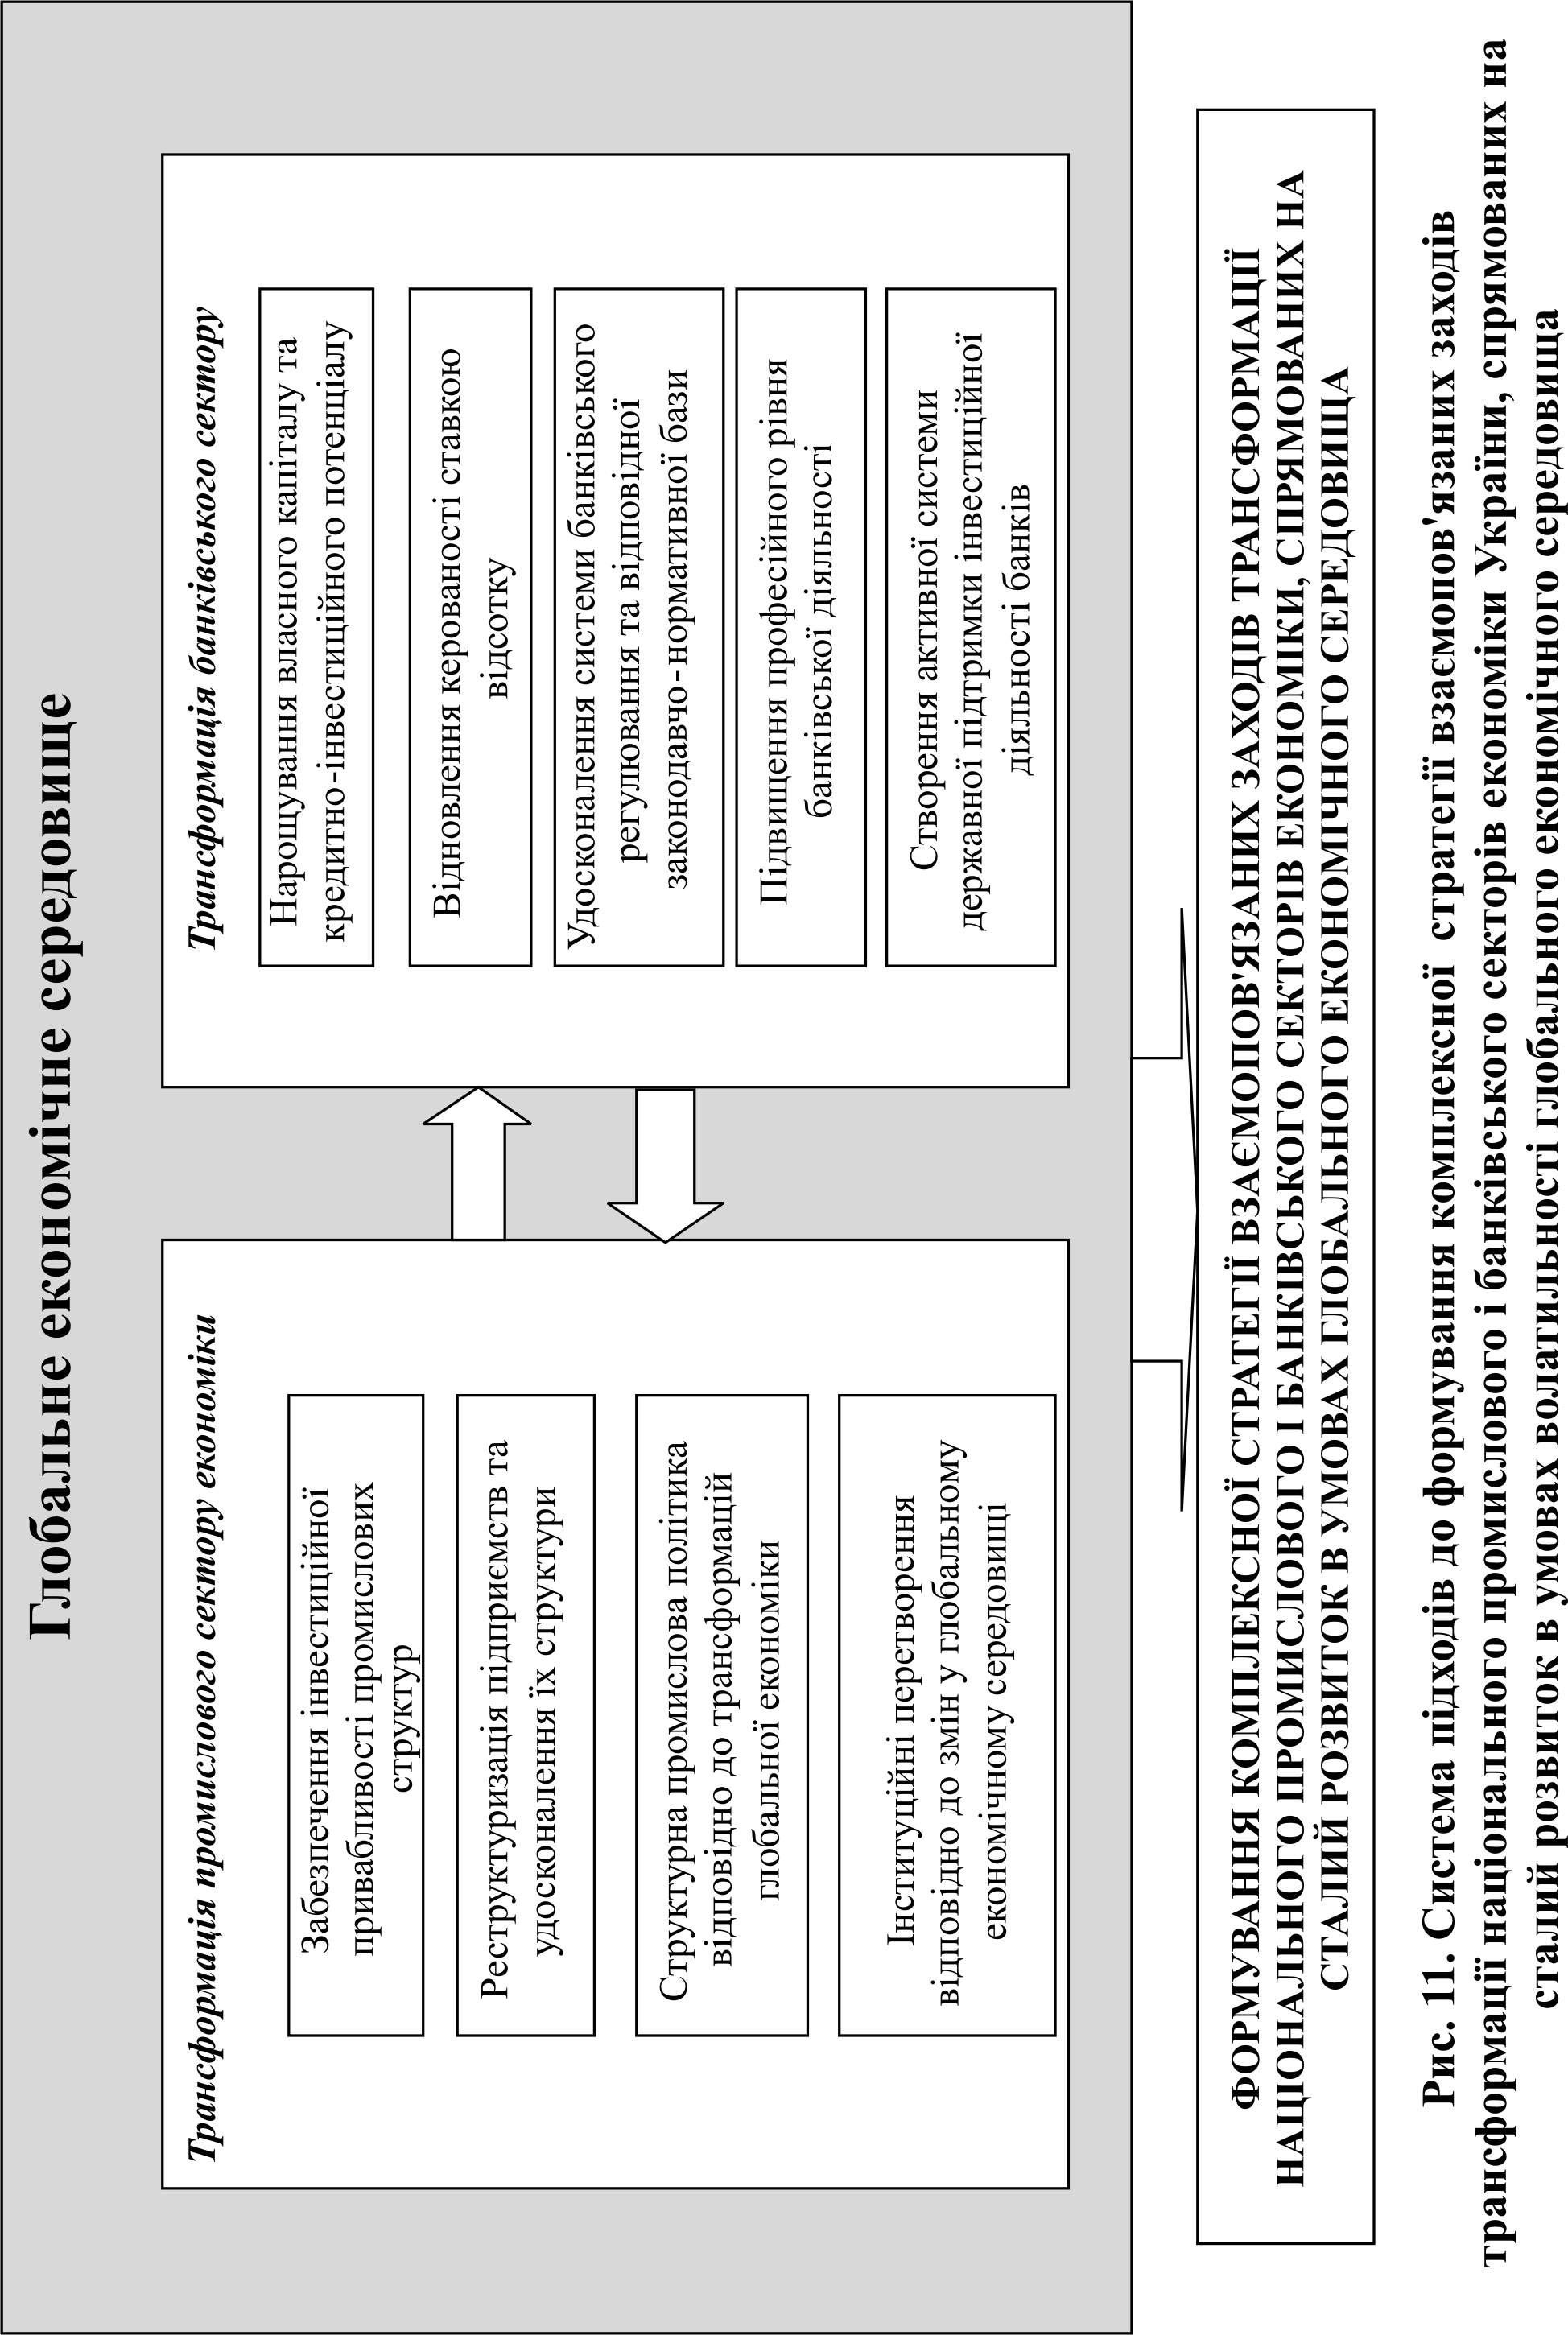 Глобальне економічне середовище
Трансформація промислового сектору економіки
Забезпечення інвестиційної
привабливості промислових
структур
Реструктуризація підприємств та
удосконалення їх структури
Структурна промислова політика
відповідно до трансформацій
глобальної економіки
Інституційні перетворення
відповідно до змін у глобальному
економічному середовищі
Трансформація банківського сектору
Нарощування власного капіталу та
кредитно-інвестиційного потенціалу
Відновлення керованості ставкою
відсотку
Удосконалення системи банківського
регулювання та відповідної
законодавчо-нормативної бази
Підвищення професійного рівня
банківської діяльності
Створення активної системи
державної підтримки інвестиційної
діяльності банків
ФОРМУВАННЯ КОМПЛЕКСНОЇ СТРАТЕГІЇ ВЗАЄМОПОВ'ЯЗАНИХ ЗАХОДІВ ТРАНСФОРМАЦІЇ
НАЦІОНАЛЬНОГО ПРОМИСЛОВОГО І БАНКІВСЬКОГО СЕКТОРІВ ЕКОНОМІКИ, СПРЯМОВАНИХ НА
СТАЛИЙ РОЗВИТОК В УМОВАХ ГЛОБАЛЬНОГО ЕКОНОМІЧНОГО СЕРЕДОВИЩА
Рис. 11. Система підходів до формування комплексної стратегії взаємопов'язаних заходів
трансформації національного промислового і банківського секторів економіки України, спрямованих на
сталий розвиток в умовах волатильності глобального економічного середовища